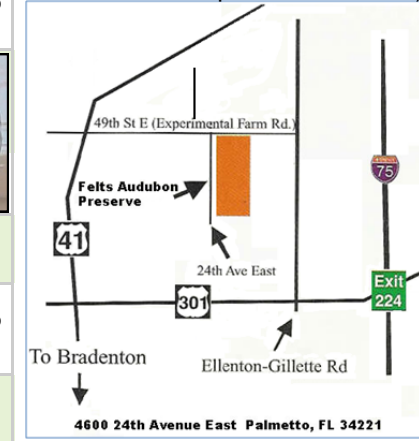 49th St E (Experimental Farm Rd.)
INTERSTATE
75
Felts Audubon
Preserve
41
24th Ave East
Exit
224
301
To Bradenton
Ellenton-Gillette Rd
4600 24th Avenue East Palmetto, FL 34221